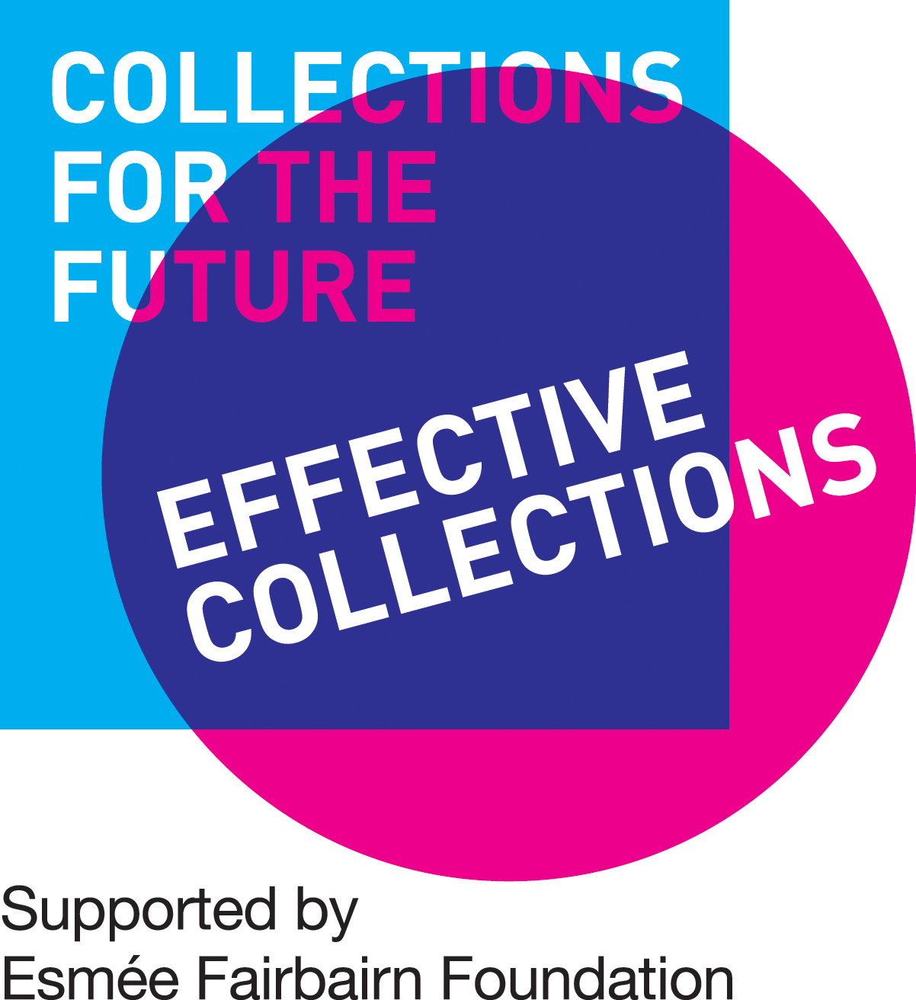 COLLECTIONS
FOR THE
FUTURE
EFFECTIVE
COLLECTIONS
Supported by
Esmée Fairbairn Foundation